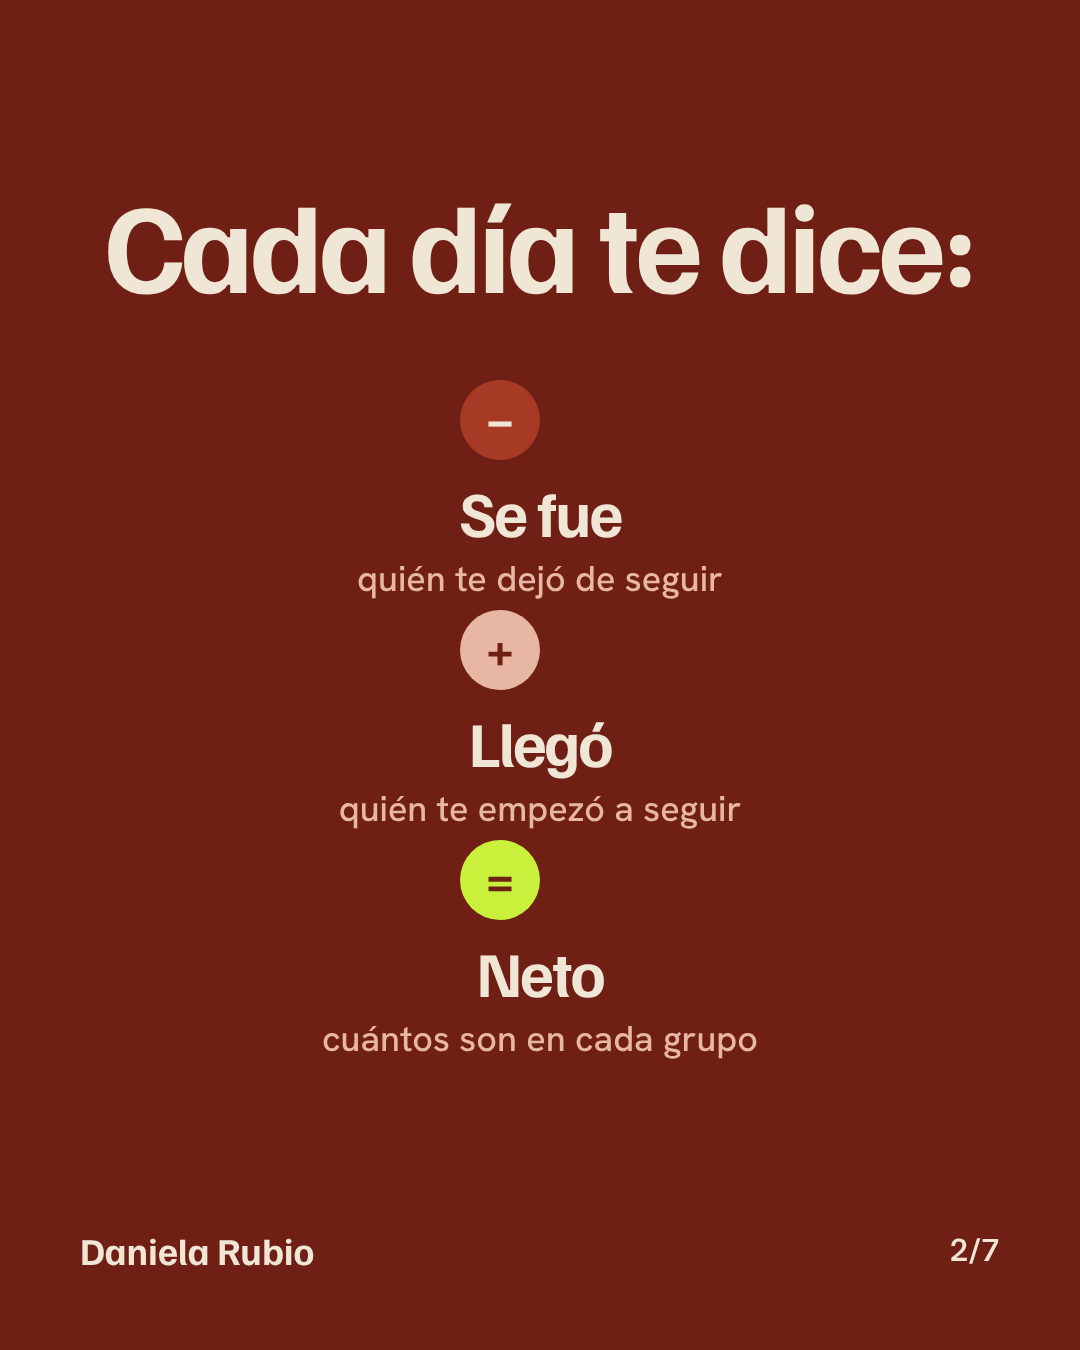 Cada día te dice:
–
Se fue
quién te dejó de seguir
+
Llegó
quién te empezó a seguir
=
Neto
cuántos son en cada grupo
Daniela Rubio
2/7